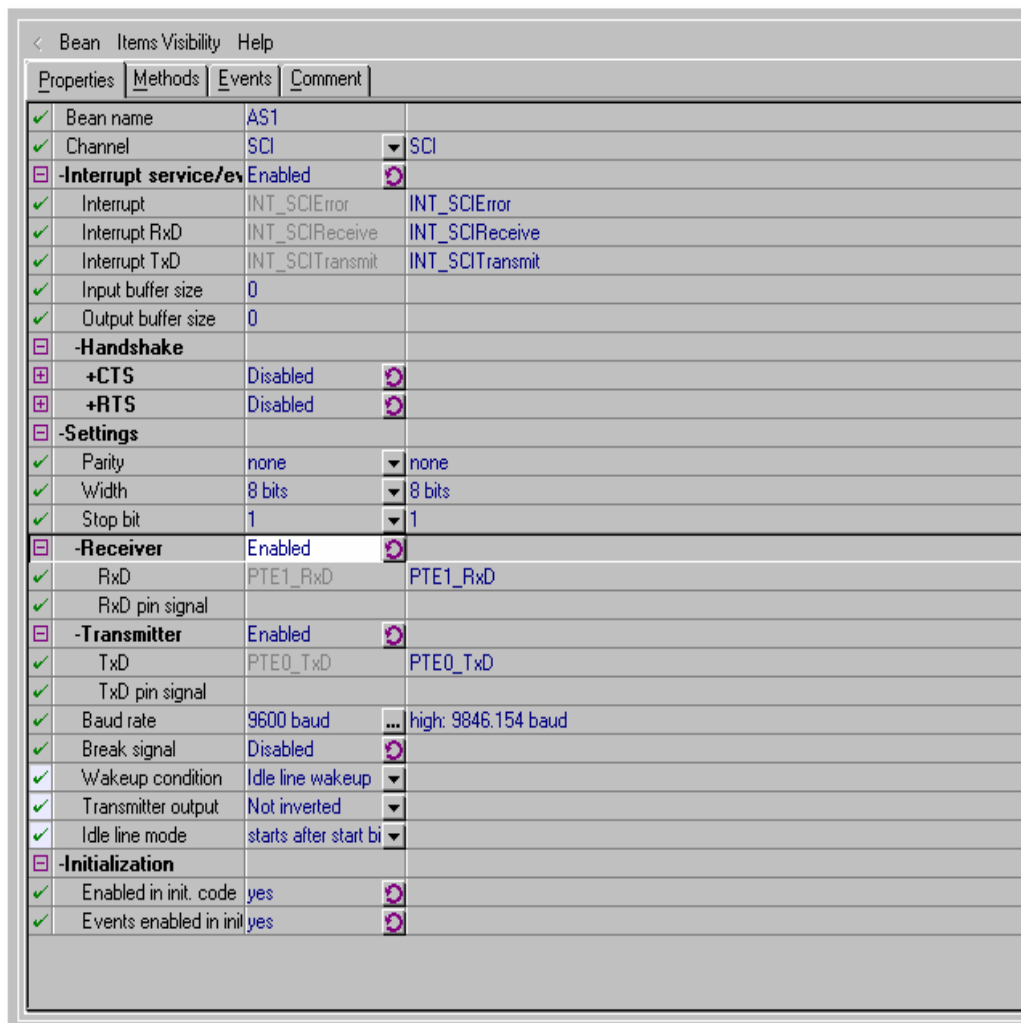 < Bean Items Visibility Help
Properties Methods Events Comment
Bean name AS1
Channel SCI SCI
-Interrupt service/ev Enabled
Interrupt INT_SCIError INT_SCIError
Interrupt RxD INT_SCIReceive INT_SCIReceive
Interrupt TxD INT_SCITransmit INT_SCITransmit
Input buffer size 0
Output buffer size 0
-Handshake
+CTS Disabled
+RTS Disabled
-Settings
Parity none none
Width 8 bits 8 bits
Stop bit 1 1
-Receiver Enabled
RxD PTE1_RxD PTE1_RxD
RxD pin signal
-Transmitter Enabled
TxD PTE0_TxD PTE0_TxD
TxD pin signal
Baud rate 9600 baud ... high: 9846.154 baud
Break signal Disabled
Wakeup condition Idle line wakeup
Transmitter output Not inverted
Idle line mode starts after start bi
-Initialization
Enabled in init. code yes
Events enabled in init yes